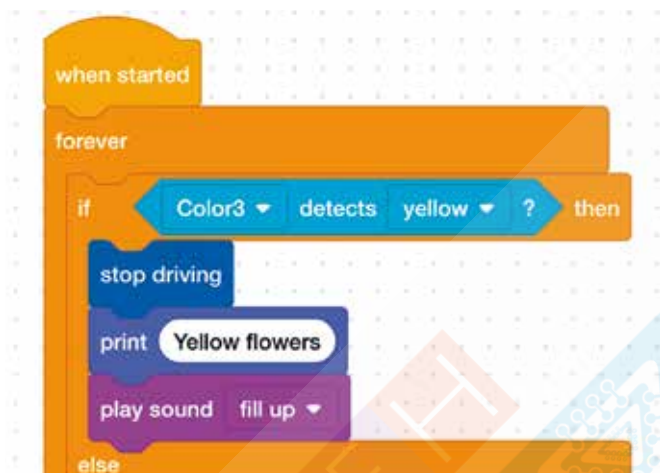 when started
forever
if Color3 detects yellow ? then
stop driving
print Yellow flowers
play sound fill up
else